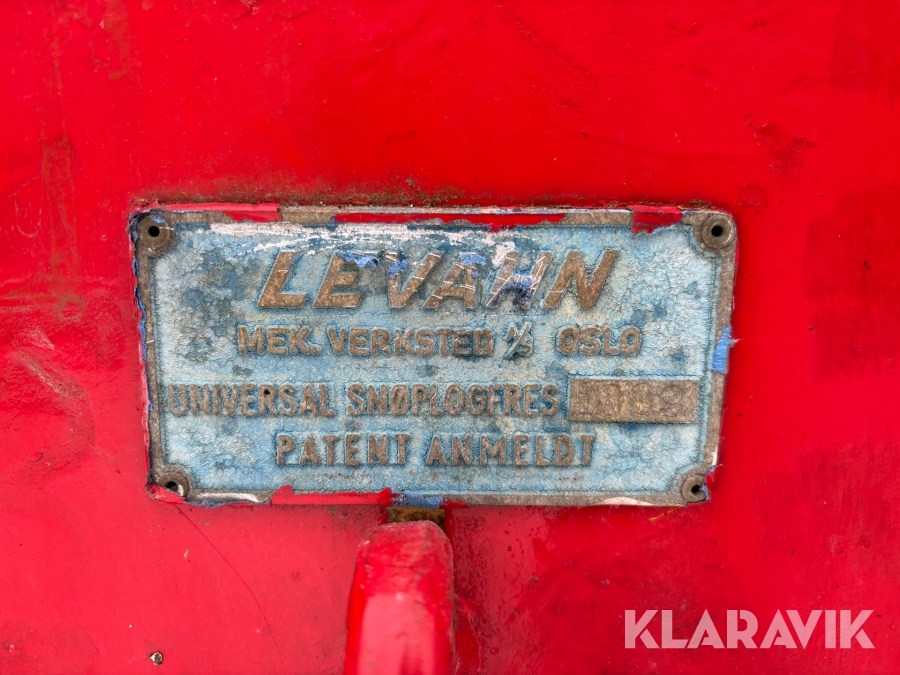 LEVAHN
MEK. VERKSTED A/S OSLO
UNIVERSAL SNØPLOGFRES
PATENT ANMELDT
KLARAVIK